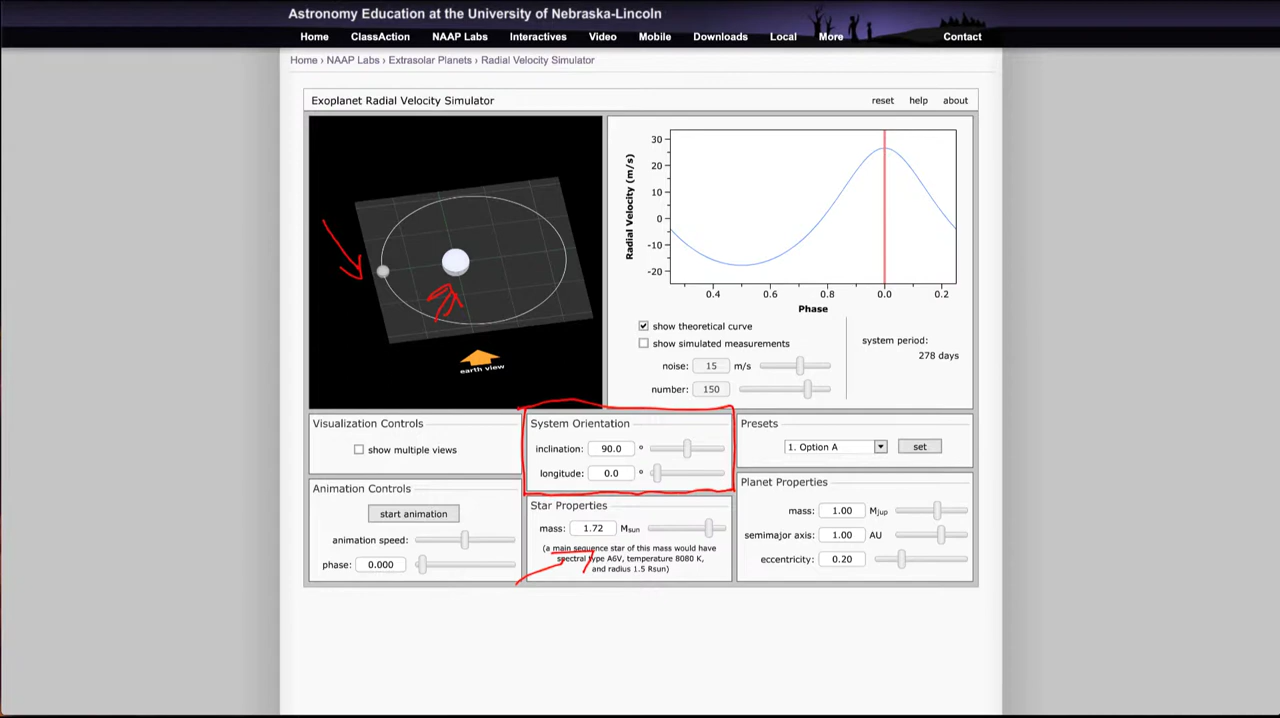 Astronomy Education at the University of Nebraska-Lincoln
Home ClassAction NAAP Labs Interactives Video Mobile Downloads Local More Contact
Home › NAAP Labs › Extrasolar Planets › Radial Velocity Simulator
Exoplanet Radial Velocity Simulator reset help about
earth view
Radial Velocity (m/s)
30
20
10
0
-10
-20
0.4 0.6 0.8 0.0 0.2
Phase
show theoretical curve
show simulated measurements
noise: 15 m/s
number: 150
system period:
278 days
Visualization Controls
show multiple views
Animation Controls
start animation
animation speed:
phase: 0.000
System Orientation
inclination: 90.0 °
longitude: 0.0 °
Star Properties
mass: 1.72 Msun
(a main sequence star of this mass would have
spectral type A6V, temperature 8080 K,
and radius 1.5 Rsun)
Presets
1. Option A set
Planet Properties
mass: 1.00 Mjup
semimajor axis: 1.00 AU
eccentricity: 0.20